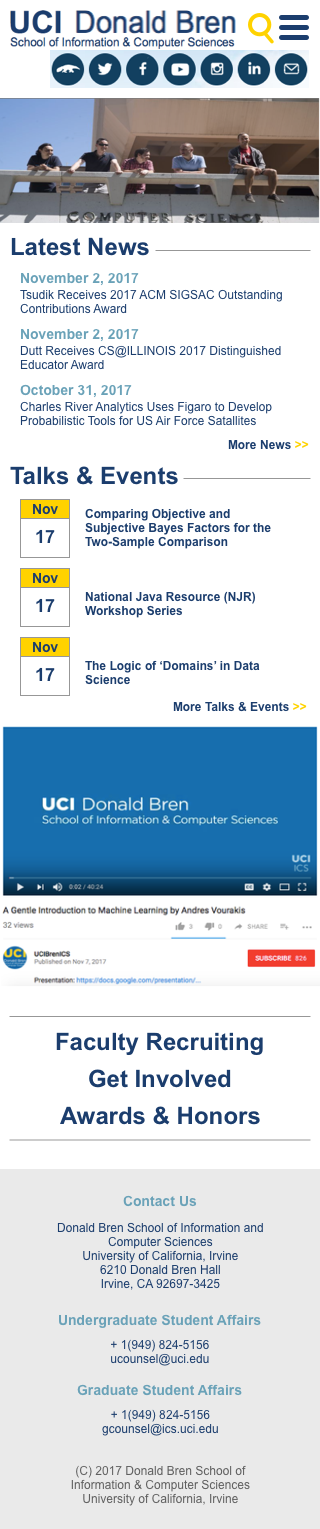 UCI Donald Bren
School of Information & Computer Sciences
COMPUTER SCIENCE
Latest News
November 2, 2017
Tsudik Receives 2017 ACM SIGSAC Outstanding
Contributions Award
November 2, 2017
Dutt Receives CS@ILLINOIS 2017 Distinguished
Educator Award
October 31, 2017
Charles River Analytics Uses Figaro to Develop
Probabilistic Tools for US Air Force Satallites
More News >>
Talks & Events
Nov
17
Comparing Objective and
Subjective Bayes Factors for the
Two-Sample Comparison
Nov
17
National Java Resource (NJR)
Workshop Series
Nov
17
The Logic of ‘Domains’ in Data
Science
More Talks & Events >>
UCI Donald Bren
School of Information & Computer Sciences
UCI
ICS
0:02 / 40:24
A Gentle Introduction to Machine Learning by Andres Vourakis
32 views
3 0 SHARE
UCI
UCIBrenICS
Published on Nov 7, 2017
SUBSCRIBE 826
Presentation: https://docs.google.com/presentation/...
Faculty Recruiting
Get Involved
Awards & Honors
Contact Us
Donald Bren School of Information and
Computer Sciences
University of California, Irvine
6210 Donald Bren Hall
Irvine, CA 92697-3425
Undergraduate Student Affairs
+ 1(949) 824-5156
ucounsel@uci.edu
Graduate Student Affairs
+ 1(949) 824-5156
gcounsel@ics.uci.edu
(C) 2017 Donald Bren School of
Information & Computer Sciences
University of California, Irvine